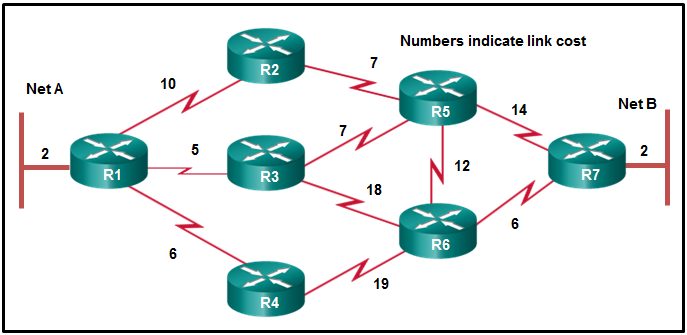 Numbers indicate link cost
R2
7
10
Net A
R5
14
Net B
2
R1
5
R3
7
12
R7
2
18
6
R4
19
R6
6